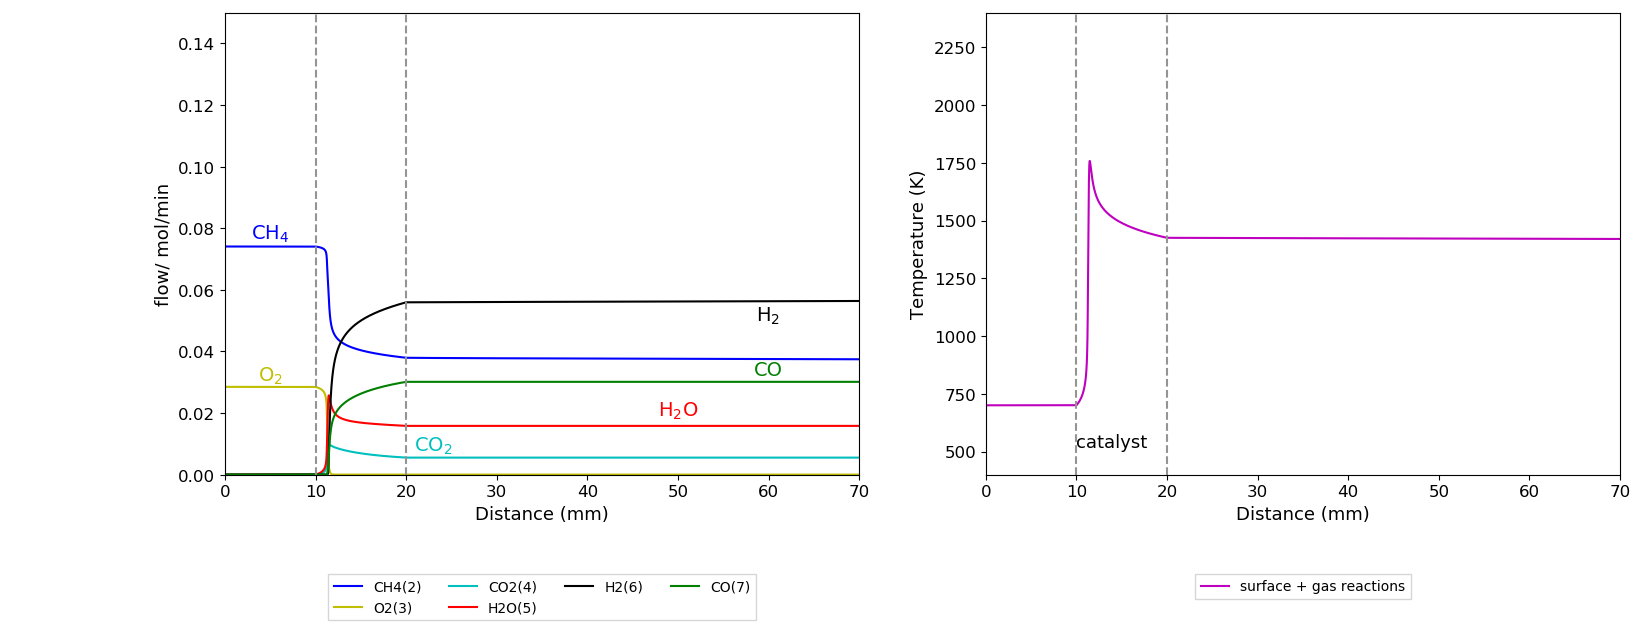 0.14
0.12
0.10
0.08
0.06
0.04
0.02
0.00
flow/ mol/min
CH₄
O₂
H₂
CO
H₂O
CO₂
0 10 20 30 40 50 60 70
Distance (mm)
CH4(2) CO2(4) H2(6) CO(7)
O2(3) H2O(5)
2250
2000
1750
1500
1250
1000
750
500
Temperature (K)
catalyst
0 10 20 30 40 50 60 70
Distance (mm)
surface + gas reactions